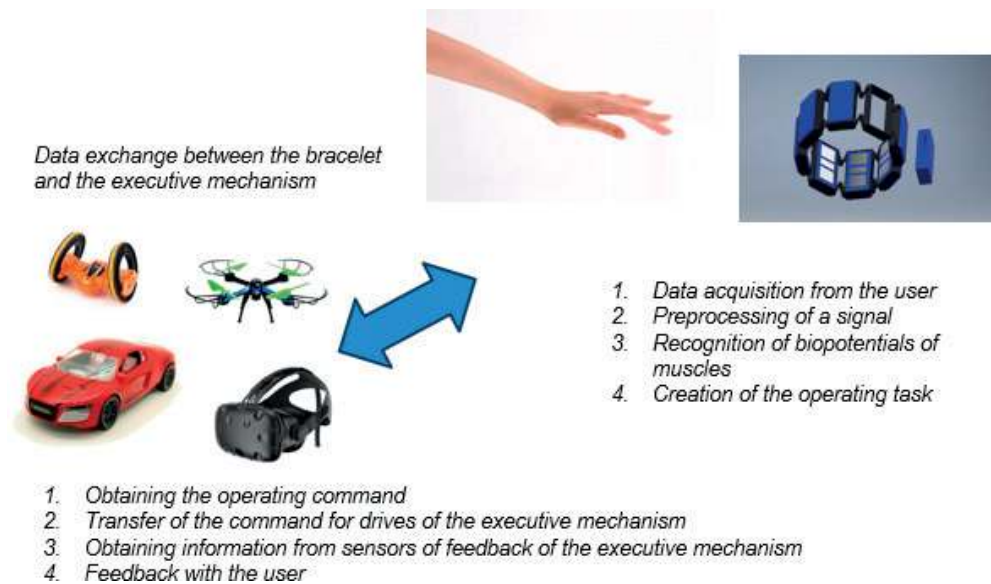 Data exchange between the bracelet
and the executive mechanism
1. Data acquisition from the user
2. Preprocessing of a signal
3. Recognition of biopotentials of
muscles
4. Creation of the operating task
1. Obtaining the operating command
2. Transfer of the command for drives of the executive mechanism
3. Obtaining information from sensors of feedback of the executive mechanism
4. Feedback with the user